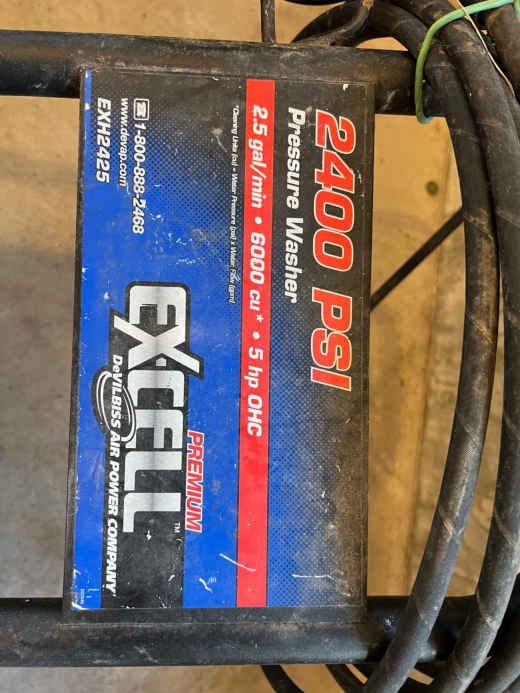 2400 PSI
Pressure Washer
2.5 gal/min • 6000 cu* • 5 hp OHC
*Cleaning Units (cu) = Water Pressure (psi) x Water Flow (gpm)
PREMIUM
EXCELL™
DeVILBISS AIR POWER COMPANY
1-800-888-2468
www.devap.com
EXH2425